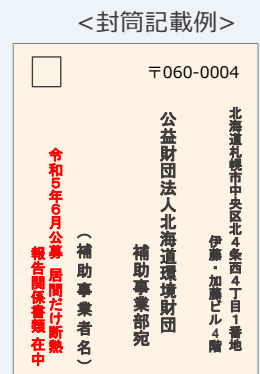 <封筒記載例>
〒060-0004
北海道札幌市中央区北4条西4丁目1番地
伊藤・加藤ビル4階
公益財団法人北海道環境財団
補助事業部宛
（補助事業者名）
令和5年6月公募 居間だけ断熱
報告関係書類 在中